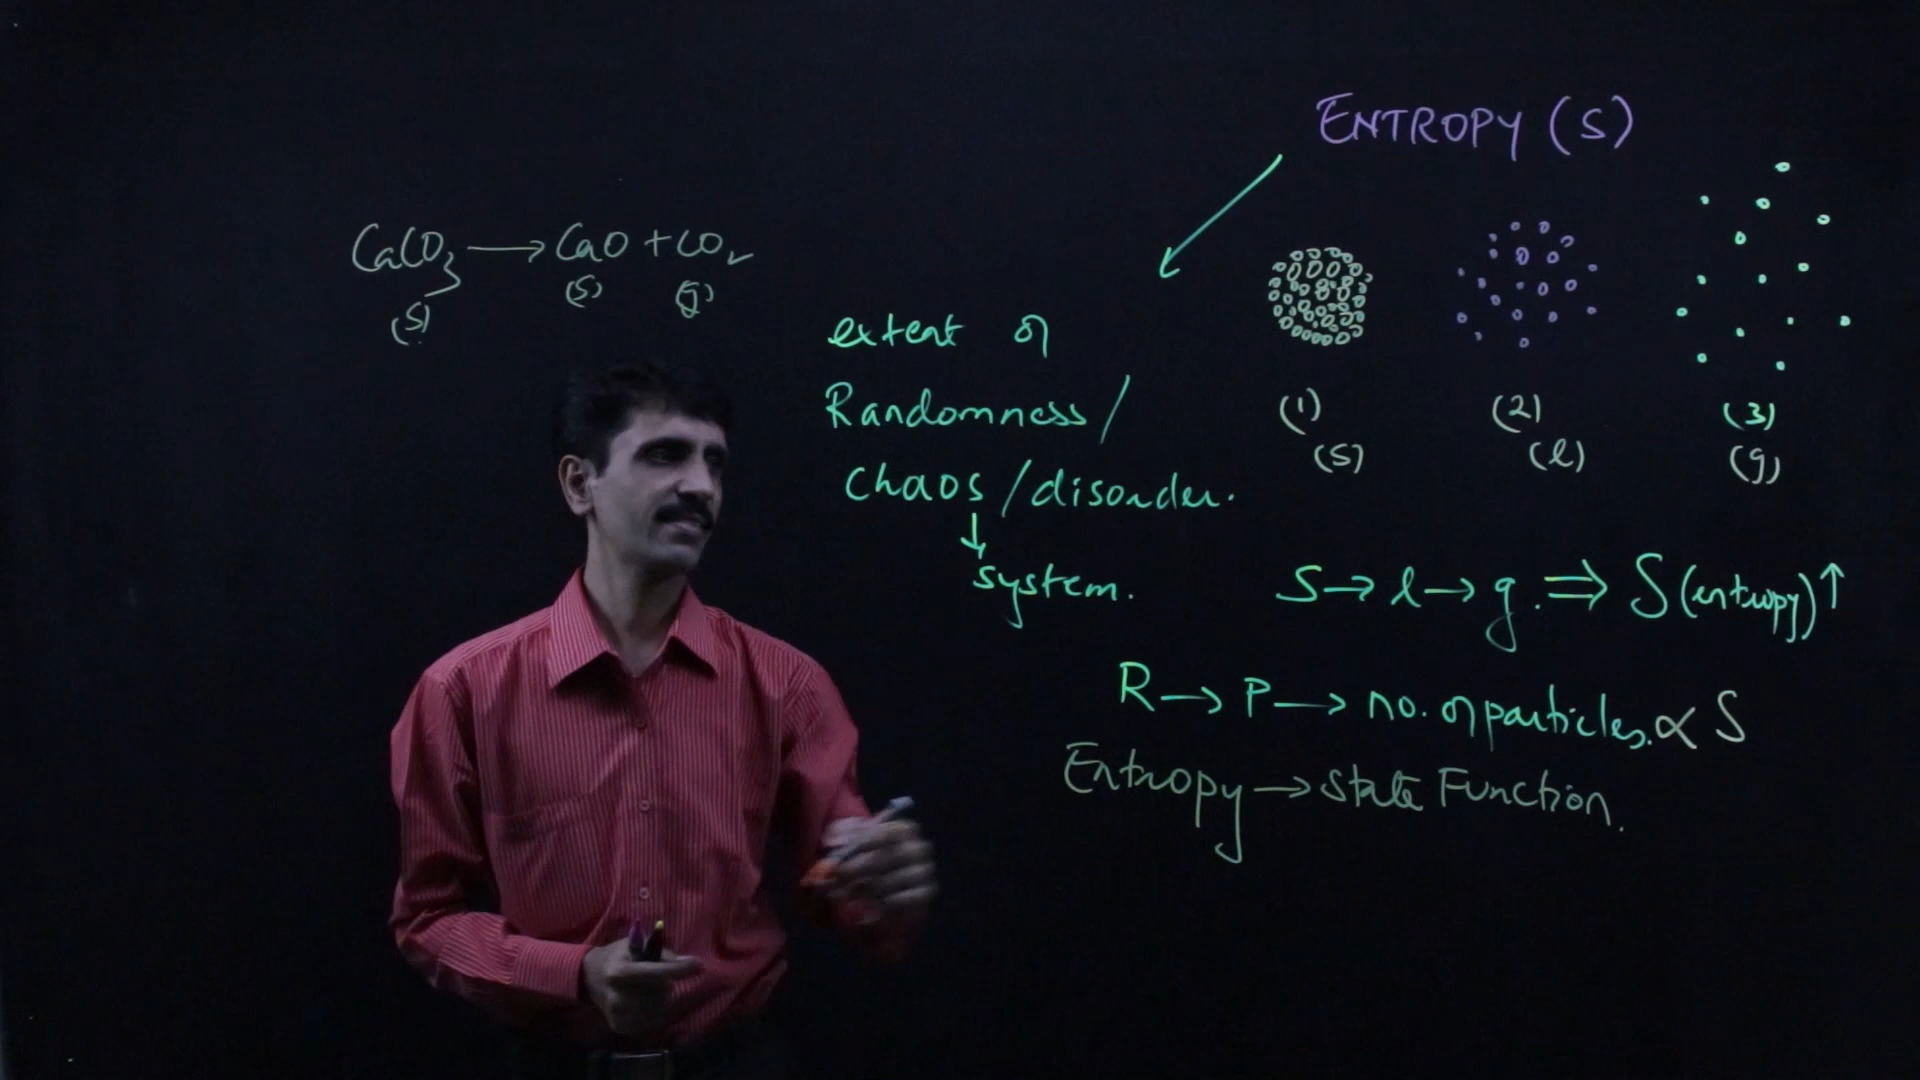 ENTROPY (S)
CaCO3 → CaO + CO2
(s) (s) (g)
extent of
Randomness /
Chaos / disorder.
↓
system.
(1) (2) (3)
(s) (l) (g)
S → l → g. ⇒ S (entropy) ↑
R → P → no. of particles. ∝ S
Entropy → State Function.